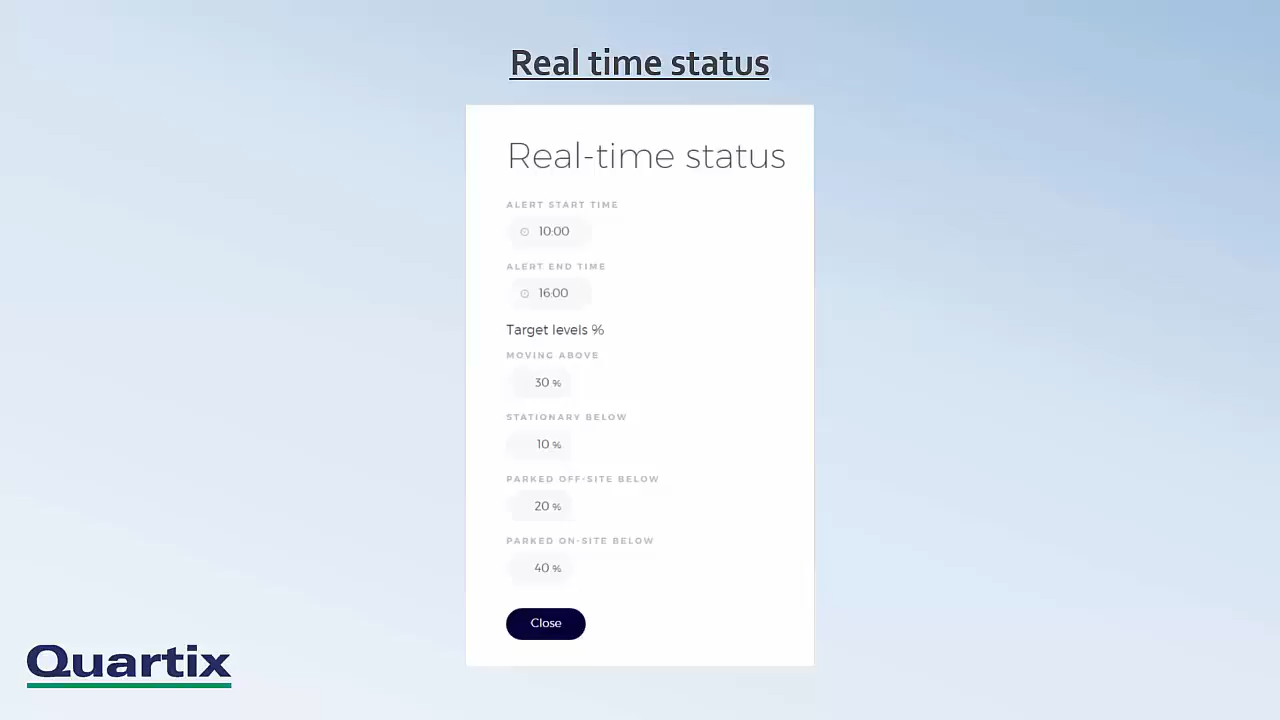 Real time status
Real-time status
ALERT START TIME
10:00
ALERT END TIME
16:00
Target levels %
MOVING ABOVE
30 %
STATIONARY BELOW
10 %
PARKED OFF-SITE BELOW
20 %
PARKED ON-SITE BELOW
40 %
Close
Quartix